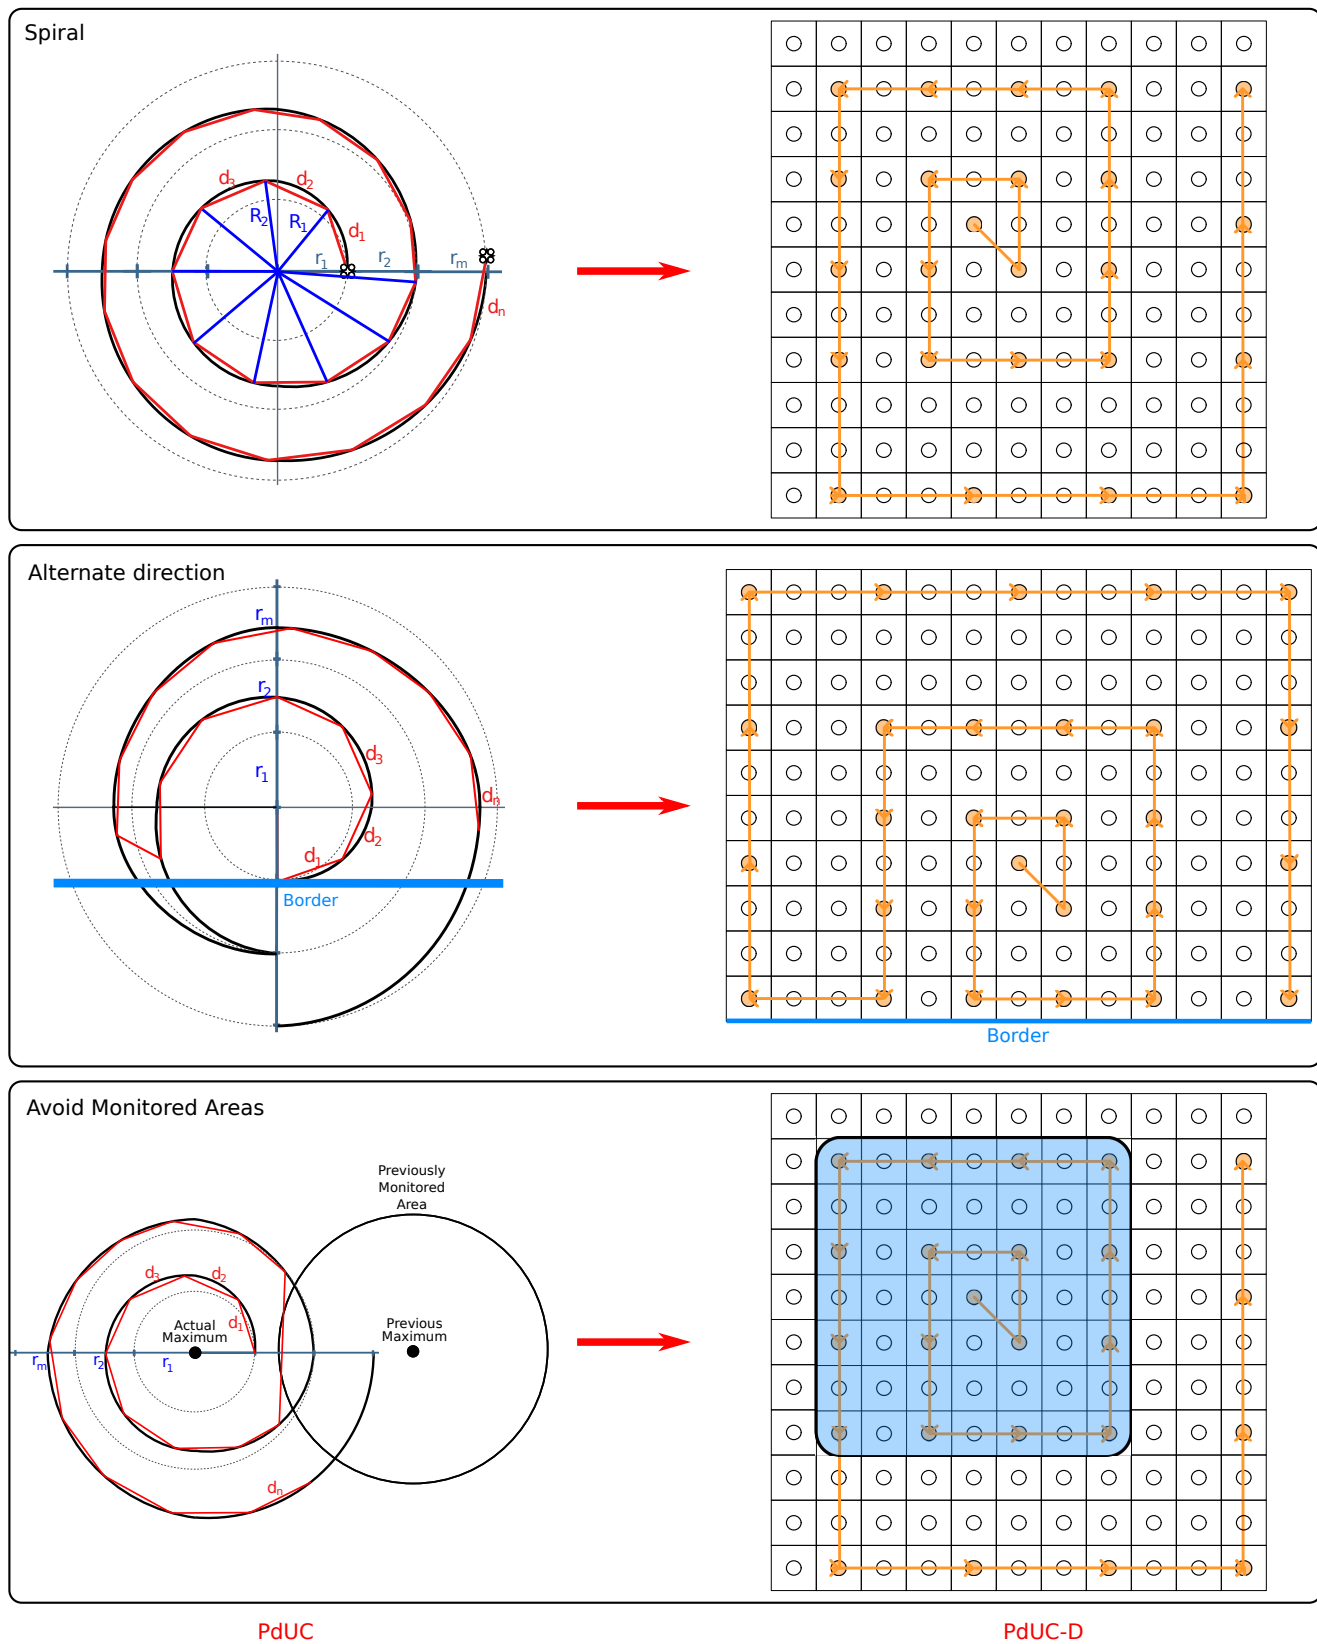 Spiral
d3
d2
R2
R1
d1
r1
r2
rm
dn
Alternate direction
rm
r2
r1
d3
dn
d2
d1
Border
Border
Avoid Monitored Areas
Previously
Monitored
Area
d3
d2
d1
Actual
Maximum
Previous
Maximum
rm
r2
r1
dn
PdUC
PdUC-D